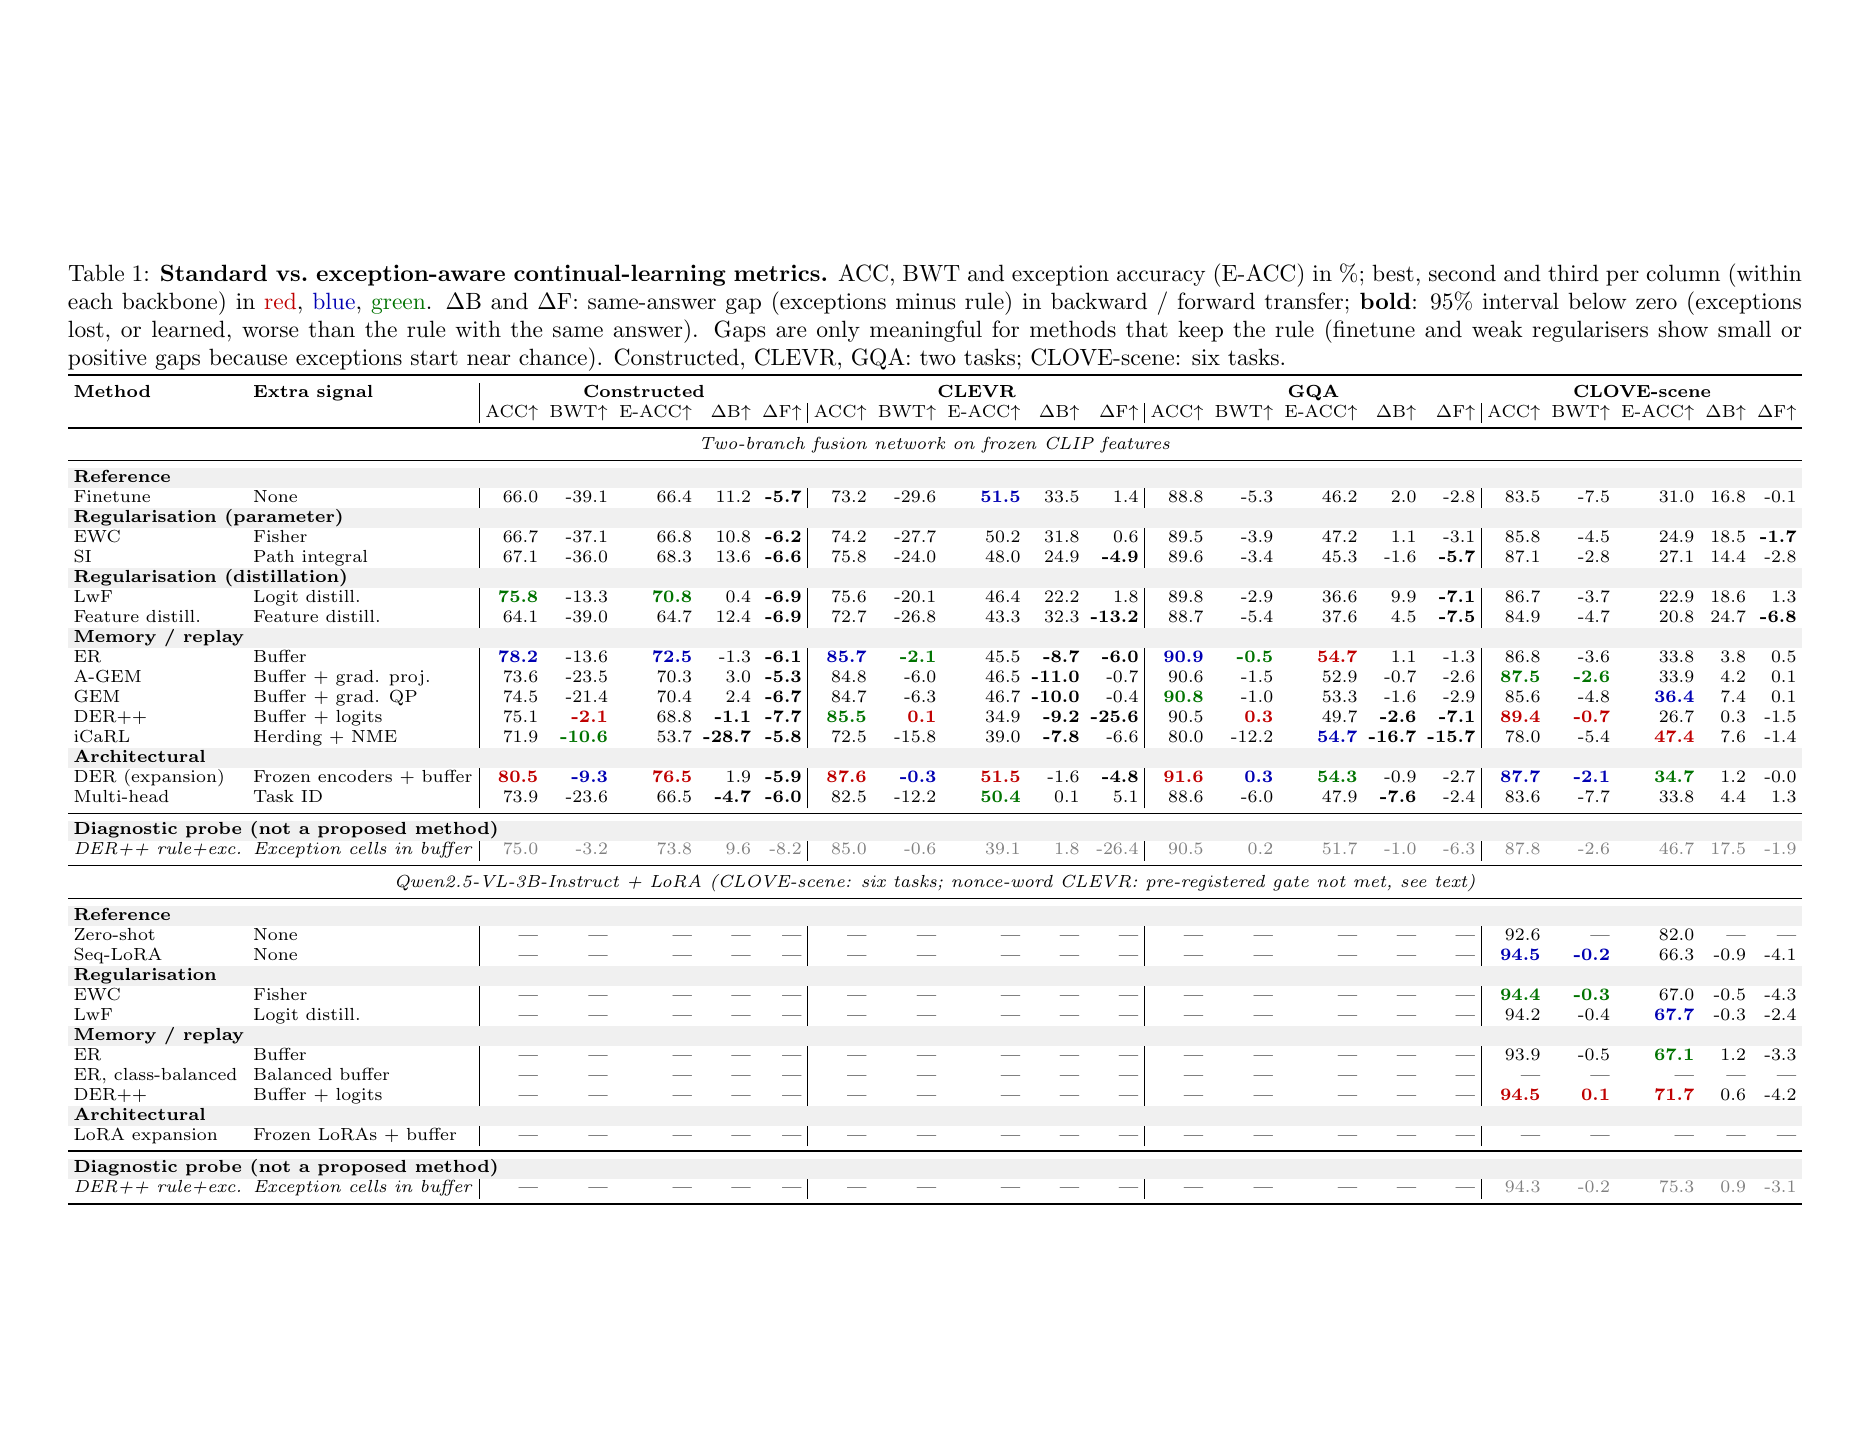 Table 1: Standard vs. exception-aware continual-learning metrics. ACC, BWT and exception accuracy (E-ACC) in %; best, second and third per column (within
each backbone) in red, blue, green. ΔB and ΔF: same-answer gap (exceptions minus rule) in backward / forward transfer; bold: 95% interval below zero (exceptions
lost, or learned, worse than the rule with the same answer). Gaps are only meaningful for methods that keep the rule (finetune and weak regularisers show small or
positive gaps because exceptions start near chance). Constructed, CLEVR, GQA: two tasks; CLOVE-scene: six tasks.
Method Extra signal Constructed CLEVR GQA CLOVE-scene
ACC↑ BWT↑ E-ACC↑ ΔB↑ ΔF↑ ACC↑ BWT↑ E-ACC↑ ΔB↑ ΔF↑ ACC↑ BWT↑ E-ACC↑ ΔB↑ ΔF↑ ACC↑ BWT↑ E-ACC↑ ΔB↑ ΔF↑
Two-branch fusion network on frozen CLIP features
Reference
Finetune None 66.0 -39.1 66.4 11.2 -5.7 73.2 -29.6 51.5 33.5 1.4 88.8 -5.3 46.2 2.0 -2.8 83.5 -7.5 31.0 16.8 -0.1
Regularisation (parameter)
EWC Fisher 66.7 -37.1 66.8 10.8 -6.2 74.2 -27.7 50.2 31.8 0.6 89.5 -3.9 47.2 1.1 -3.1 85.8 -4.5 24.9 18.5 -1.7
SI Path integral 67.1 -36.0 68.3 13.6 -6.6 75.8 -24.0 48.0 24.9 -4.9 89.6 -3.4 45.3 -1.6 -5.7 87.1 -2.8 27.1 14.4 -2.8
Regularisation (distillation)
LwF Logit distill. 75.8 -13.3 70.8 0.4 -6.9 75.6 -20.1 46.4 22.2 1.8 89.8 -2.9 36.6 9.9 -7.1 86.7 -3.7 22.9 18.6 1.3
Feature distill. Feature distill. 64.1 -39.0 64.7 12.4 -6.9 72.7 -26.8 43.3 32.3 -13.2 88.7 -5.4 37.6 4.5 -7.5 84.9 -4.7 20.8 24.7 -6.8
Memory / replay
ER Buffer 78.2 -13.6 72.5 -1.3 -6.1 85.7 -2.1 45.5 -8.7 -6.0 90.9 -0.5 54.7 1.1 -1.3 86.8 -3.6 33.8 3.8 0.5
A-GEM Buffer + grad. proj. 73.6 -23.5 70.3 3.0 -5.3 84.8 -6.0 46.5 -11.0 -0.7 90.6 -1.5 52.9 -0.7 -2.6 87.5 -2.6 33.9 4.2 0.1
GEM Buffer + grad. QP 74.5 -21.4 70.4 2.4 -6.7 84.7 -6.3 46.7 -10.0 -0.4 90.8 -1.0 53.3 -1.6 -2.9 85.6 -4.8 36.4 7.4 0.1
DER++ Buffer + logits 75.1 -2.1 68.8 -1.1 -7.7 85.5 0.1 34.9 -9.2 -25.6 90.5 0.3 49.7 -2.6 -7.1 89.4 -0.7 26.7 0.3 -1.5
iCaRL Herding + NME 71.9 -10.6 53.7 -28.7 -5.8 72.5 -15.8 39.0 -7.8 -6.6 80.0 -12.2 54.7 -16.7 -15.7 78.0 -5.4 47.4 7.6 -1.4
Architectural
DER (expansion) Frozen encoders + buffer 80.5 -9.3 76.5 1.9 -5.9 87.6 -0.3 51.5 -1.6 -4.8 91.6 0.3 54.3 -0.9 -2.7 87.7 -2.1 34.7 1.2 -0.0
Multi-head Task ID 73.9 -23.6 66.5 -4.7 -6.0 82.5 -12.2 50.4 0.1 5.1 88.6 -6.0 47.9 -7.6 -2.4 83.6 -7.7 33.8 4.4 1.3
Diagnostic probe (not a proposed method)
DER++ rule+exc. Exception cells in buffer 75.0 -3.2 73.8 9.6 -8.2 85.0 -0.6 39.1 1.8 -26.4 90.5 0.2 51.7 -1.0 -6.3 87.8 -2.6 46.7 17.5 -1.9
Qwen2.5-VL-3B-Instruct + LoRA (CLOVE-scene: six tasks; nonce-word CLEVR: pre-registered gate not met, see text)
Reference
Zero-shot None — — — — — — — — — — — — — — — 92.6 — 82.0 — —
Seq-LoRA None — — — — — — — — — — — — — — — 94.5 -0.2 66.3 -0.9 -4.1
Regularisation
EWC Fisher — — — — — — — — — — — — — — — 94.4 -0.3 67.0 -0.5 -4.3
LwF Logit distill. — — — — — — — — — — — — — — — 94.2 -0.4 67.7 -0.3 -2.4
Memory / replay
ER Buffer — — — — — — — — — — — — — — — 93.9 -0.5 67.1 1.2 -3.3
ER, class-balanced Balanced buffer — — — — — — — — — — — — — — — — — — — —
DER++ Buffer + logits — — — — — — — — — — — — — — — 94.5 0.1 71.7 0.6 -4.2
Architectural
LoRA expansion Frozen LoRAs + buffer — — — — — — — — — — — — — — — — — — — —
Diagnostic probe (not a proposed method)
DER++ rule+exc. Exception cells in buffer — — — — — — — — — — — — — — — 94.3 -0.2 75.3 0.9 -3.1